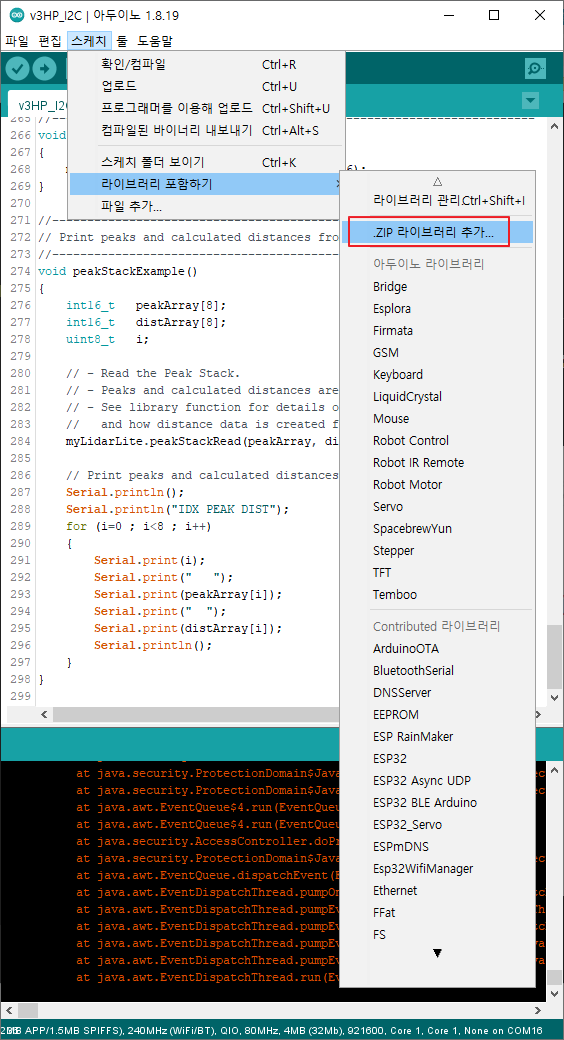 v3HP_I2C | 아두이노 1.8.19
파일 편집 스케치 툴 도움말
확인/컴파일 Ctrl+R
업로드 Ctrl+U
프로그래머를 이용해 업로드 Ctrl+Shift+U
컴파일된 바이너리 내보내기 Ctrl+Alt+S
스케치 폴더 보이기 Ctrl+K
라이브러리 포함하기
파일 추가...
라이브러리 관리... Ctrl+Shift+I
.ZIP 라이브러리 추가...
아두이노 라이브러리
Bridge
Esplora
Firmata
GSM
Keyboard
LiquidCrystal
Mouse
Robot Control
Robot IR Remote
Robot Motor
Servo
SpacebrewYun
Stepper
TFT
Temboo
Contributed 라이브러리
ArduinoOTA
BluetoothSerial
DNSServer
EEPROM
ESP RainMaker
ESP32
ESP32 Async UDP
ESP32 BLE Arduino
ESP32_Servo
ESPmDNS
Esp32WifiManager
Ethernet
FFat
FS
v3HP_I2C
265 //--
266 void
267 {
268 6);
269 }
270
271 //--
272 // Print peaks and calculated distances fro
273 //--
274 void peakStackExample()
275 {
276 int16_t peakArray[8];
277 int16_t distArray[8];
278 uint8_t i;
279
280 // - Read the Peak Stack.
281 // - Peaks and calculated distances are
282 // - See library function for details o
283 // and how distance data is created f
284 myLidarLite.peakStackRead(peakArray, di
285
286 // Print peaks and calculated distances
287 Serial.println();
288 Serial.println("IDX PEAK DIST");
289 for (i=0 ; i<8 ; i++)
290 {
291 Serial.print(i);
292 Serial.print("   ");
293 Serial.print(peakArray[i]);
294 Serial.print("  ");
295 Serial.print(distArray[i]);
296 Serial.println();
297 }
298 }
299
at java.security.ProtectionDomain$Java
at java.security.ProtectionDomain$Java
at java.awt.EventQueue$4.run(EventQueu
at java.awt.EventQueue$4.run(EventQueu
at java.security.AccessController.doPr
at java.security.ProtectionDomain$Java
at java.awt.EventQueue.dispatchEvent(E
at java.awt.EventDispatchThread.pumpOn
at java.awt.EventDispatchThread.pumpEv
at java.awt.EventDispatchThread.pumpEv
at java.awt.EventDispatchThread.pumpEv
at java.awt.EventDispatchThread.run(Ev
MB APP/1.5MB SPIFFS), 240MHz (WiFi/BT), QIO, 80MHz, 4MB (32Mb), 921600, Core 1, Core 1, None on COM16